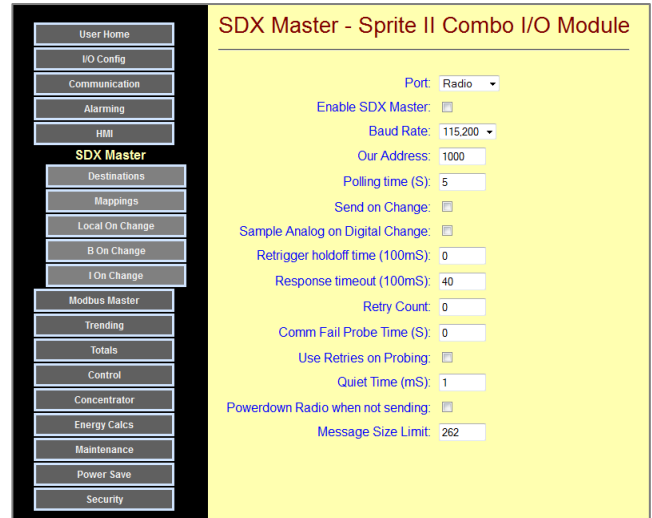 User Home
I/O Config
Communication
Alarming
HMI
SDX Master
Destinations
Mappings
Local On Change
B On Change
I On Change
Modbus Master
Trending
Totals
Control
Concentrator
Energy Calcs
Maintenance
Power Save
Security
SDX Master - Sprite II Combo I/O Module
Port: Radio
Enable SDX Master:
Baud Rate: 115,200
Our Address: 1000
Polling time (S): 5
Send on Change:
Sample Analog on Digital Change:
Retrigger holdoff time (100mS): 0
Response timeout (100mS): 40
Retry Count: 0
Comm Fail Probe Time (S): 0
Use Retries on Probing:
Quiet Time (mS): 1
Powerdown Radio when not sending:
Message Size Limit: 262